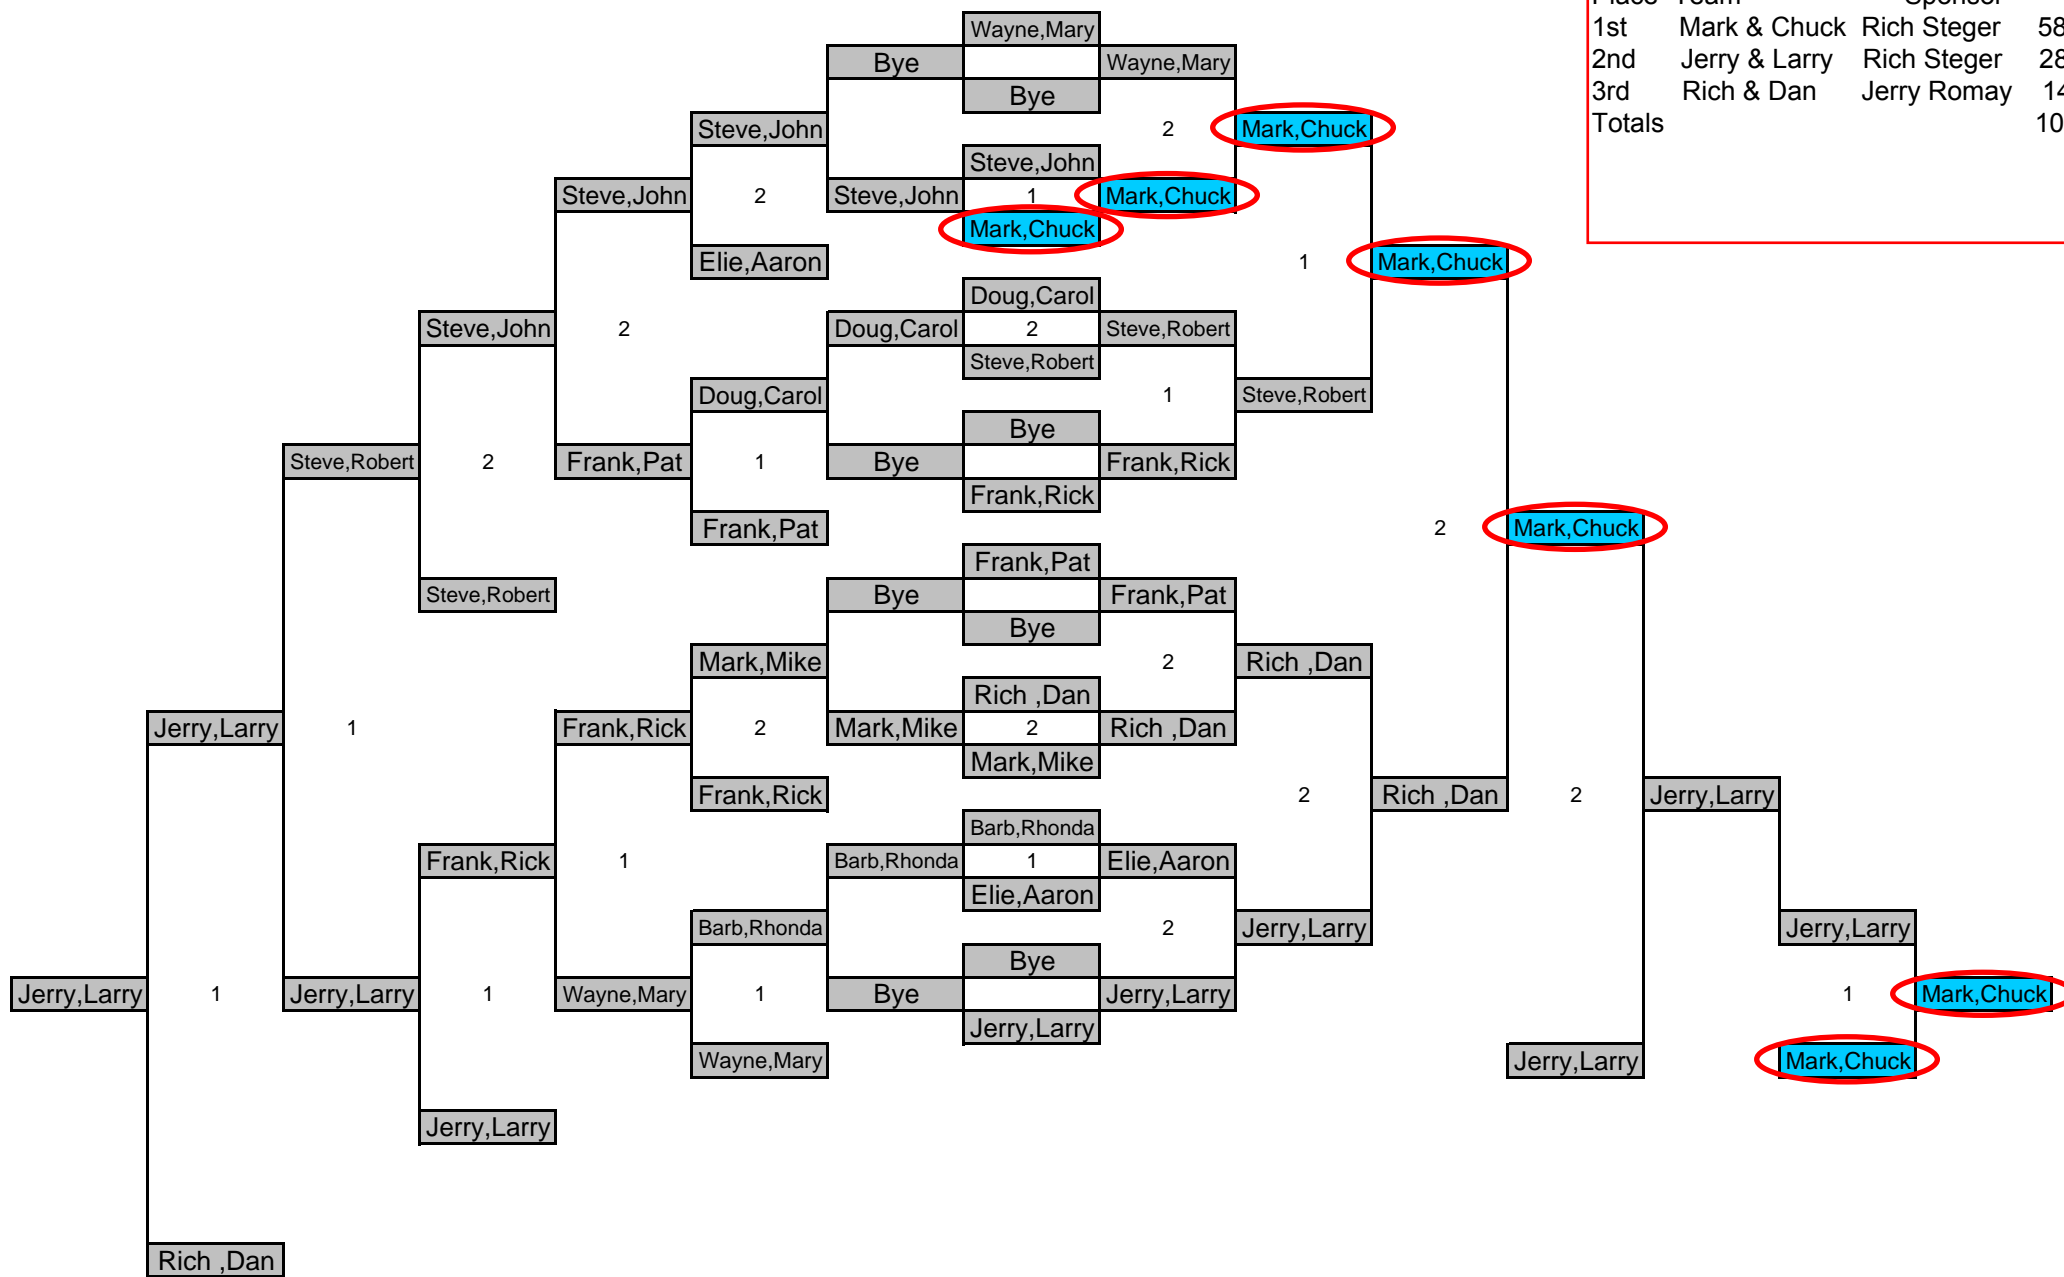 Place Team Sponsor
1st Mark & Chuck Rich Steger 58
2nd Jerry & Larry Rich Steger 28
3rd Rich & Dan Jerry Romay 14
Totals 10
Wayne,Mary
Bye Wayne,Mary
Bye
Steve,John 2 Mark,Chuck
Steve,John
Steve,John 2 Steve,John 1 Mark,Chuck
Mark,Chuck
Elie,Aaron 1 Mark,Chuck
Doug,Carol
Steve,John 2 Doug,Carol 2 Steve,Robert
Steve,Robert
Doug,Carol 1 Steve,Robert
Bye
Steve,Robert 2 Frank,Pat 1 Bye Frank,Rick
Frank,Rick
Frank,Pat 2 Mark,Chuck
Frank,Pat
Steve,Robert Bye Frank,Pat
Bye
Mark,Mike 2 Rich ,Dan
Rich ,Dan
Jerry,Larry 1 Frank,Rick 2 Mark,Mike 2 Rich ,Dan
Mark,Mike
Frank,Rick 2 Rich ,Dan 2 Jerry,Larry
Barb,Rhonda
Frank,Rick 1 Barb,Rhonda 1 Elie,Aaron
Elie,Aaron
Barb,Rhonda 2 Jerry,Larry Jerry,Larry
Bye
Jerry,Larry 1 Jerry,Larry 1 Wayne,Mary 1 Bye Jerry,Larry 1 Mark,Chuck
Jerry,Larry
Wayne,Mary Jerry,Larry Mark,Chuck
Jerry,Larry
Rich ,Dan